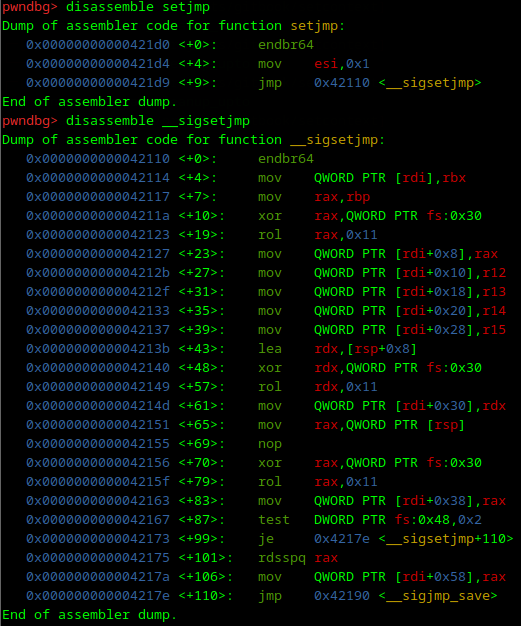 pwndbg> disassemble setjmp
Dump of assembler code for function setjmp:
   0x00000000000421d0 <+0>:     endbr64
   0x00000000000421d4 <+4>:     mov    esi,0x1
   0x00000000000421d9 <+9>:     jmp    0x42110 <__sigsetjmp>
End of assembler dump.
pwndbg> disassemble __sigsetjmp
Dump of assembler code for function __sigsetjmp:
   0x0000000000042110 <+0>:     endbr64
   0x0000000000042114 <+4>:     mov    QWORD PTR [rdi],rbx
   0x0000000000042117 <+7>:     mov    rax,rbp
   0x000000000004211a <+10>:    xor    rax,QWORD PTR fs:0x30
   0x0000000000042123 <+19>:    rol    rax,0x11
   0x0000000000042127 <+23>:    mov    QWORD PTR [rdi+0x8],rax
   0x000000000004212b <+27>:    mov    QWORD PTR [rdi+0x10],r12
   0x000000000004212f <+31>:    mov    QWORD PTR [rdi+0x18],r13
   0x0000000000042133 <+35>:    mov    QWORD PTR [rdi+0x20],r14
   0x0000000000042137 <+39>:    mov    QWORD PTR [rdi+0x28],r15
   0x000000000004213b <+43>:    lea    rdx,[rsp+0x8]
   0x0000000000042140 <+48>:    xor    rdx,QWORD PTR fs:0x30
   0x0000000000042149 <+57>:    rol    rdx,0x11
   0x000000000004214d <+61>:    mov    QWORD PTR [rdi+0x30],rdx
   0x0000000000042151 <+65>:    mov    rax,QWORD PTR [rsp]
   0x0000000000042155 <+69>:    nop
   0x0000000000042156 <+70>:    xor    rax,QWORD PTR fs:0x30
   0x000000000004215f <+79>:    rol    rax,0x11
   0x0000000000042163 <+83>:    mov    QWORD PTR [rdi+0x38],rax
   0x0000000000042167 <+87>:    test   DWORD PTR fs:0x48,0x2
   0x0000000000042173 <+99>:    je     0x4217e <__sigsetjmp+110>
   0x0000000000042175 <+101>:   rdsspq rax
   0x000000000004217a <+106>:   mov    QWORD PTR [rdi+0x58],rax
   0x000000000004217e <+110>:   jmp    0x42190 <__sigjmp_save>
End of assembler dump.